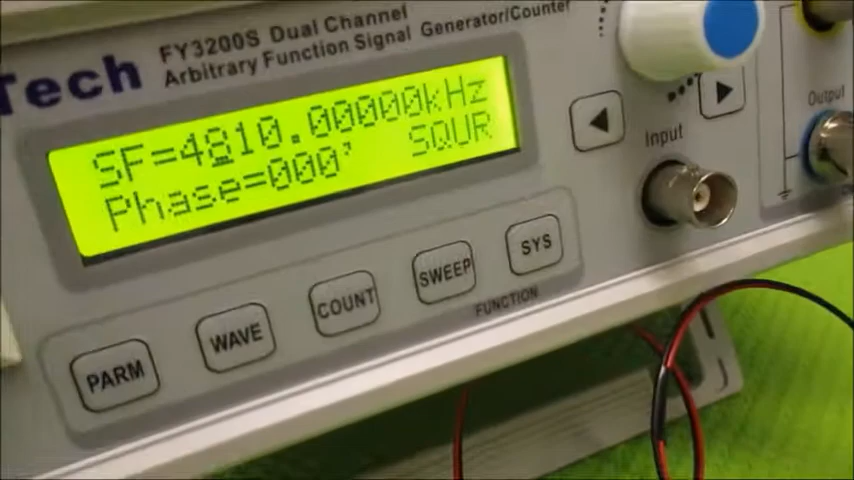 Tech
FY3200S Dual Channel
Arbitrary Function Signal Generator/Counter
SF=4810.00000kHz
Phase=000° SQUR
PARM
WAVE
COUNT
SWEEP
SYS
FUNCTION
Input
Output